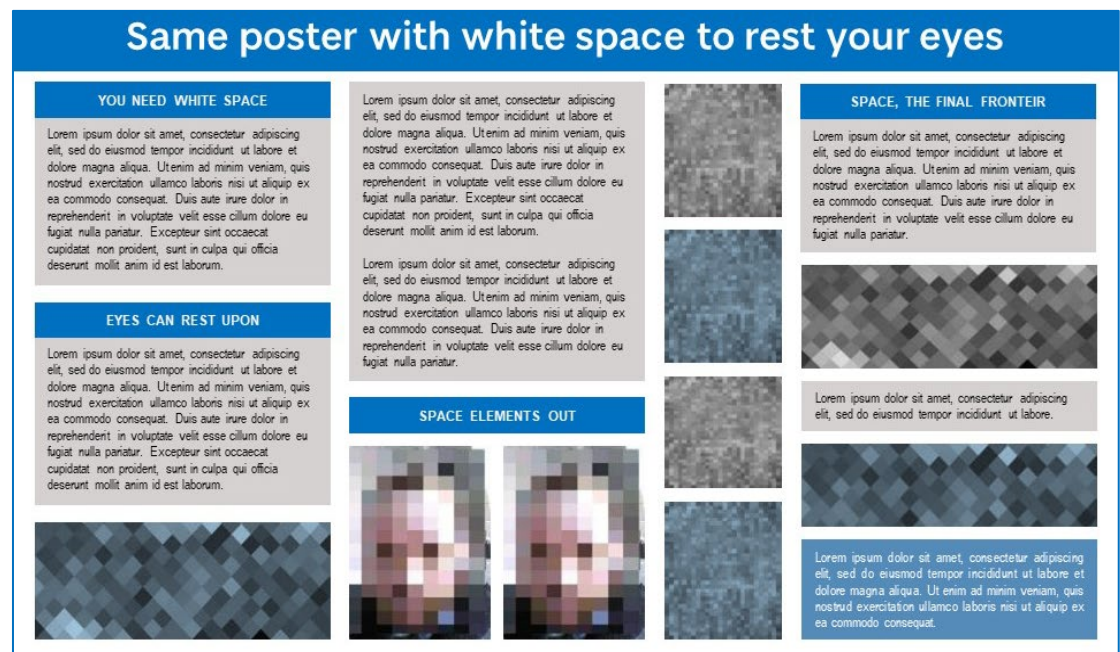 Same poster with white space to rest your eyes
YOU NEED WHITE SPACE
Lorem ipsum dolor sit amet, consectetur adipiscing
elit, sed do eiusmod tempor incididunt ut labore et
dolore magna aliqua. Ut enim ad minim veniam, quis
nostrud exercitation ullamco laboris nisi ut aliquip ex
ea commodo consequat. Duis aute irure dolor in
reprehenderit in voluptate velit esse cillum dolore eu
fugiat nulla pariatur. Excepteur sint occaecat
cupidatat non proident, sunt in culpa qui officia
deserunt mollit anim id est laborum.
EYES CAN REST UPON
Lorem ipsum dolor sit amet, consectetur adipiscing
elit, sed do eiusmod tempor incididunt ut labore et
dolore magna aliqua. Ut enim ad minim veniam, quis
nostrud exercitation ullamco laboris nisi ut aliquip ex
ea commodo consequat. Duis aute irure dolor in
reprehenderit in voluptate velit esse cillum dolore eu
fugiat nulla pariatur. Excepteur sint occaecat
cupidatat non proident, sunt in culpa qui officia
deserunt mollit anim id est laborum.
Lorem ipsum dolor sit amet, consectetur adipiscing
elit, sed do eiusmod tempor incididunt ut labore et
dolore magna aliqua. Ut enim ad minim veniam, quis
nostrud exercitation ullamco laboris nisi ut aliquip ex
ea commodo consequat. Duis aute irure dolor in
reprehenderit in voluptate velit esse cillum dolore eu
fugiat nulla pariatur. Excepteur sint occaecat
cupidatat non proident, sunt in culpa qui officia
deserunt mollit anim id est laborum.
Lorem ipsum dolor sit amet, consectetur adipiscing
elit, sed do eiusmod tempor incididunt ut labore et
dolore magna aliqua. Ut enim ad minim veniam, quis
nostrud exercitation ullamco laboris nisi ut aliquip ex
ea commodo consequat. Duis aute irure dolor in
reprehenderit in voluptate velit esse cillum dolore eu
fugiat nulla pariatur.
SPACE ELEMENTS OUT
SPACE, THE FINAL FRONTEIR
Lorem ipsum dolor sit amet, consectetur adipiscing
elit, sed do eiusmod tempor incididunt ut labore et
dolore magna aliqua. Ut enim ad minim veniam, quis
nostrud exercitation ullamco laboris nisi ut aliquip ex
ea commodo consequat. Duis aute irure dolor in
reprehenderit in voluptate velit esse cillum dolore eu
fugiat nulla pariatur.
Lorem ipsum dolor sit amet, consectetur adipiscing
elit, sed do eiusmod tempor incididunt ut labore.
Lorem ipsum dolor sit amet, consectetur adipiscing
elit, sed do eiusmod tempor incididunt ut labore et
dolore magna aliqua. Ut enim ad minim veniam, quis
nostrud exercitation ullamco laboris nisi ut aliquip ex
ea commodo consequat.